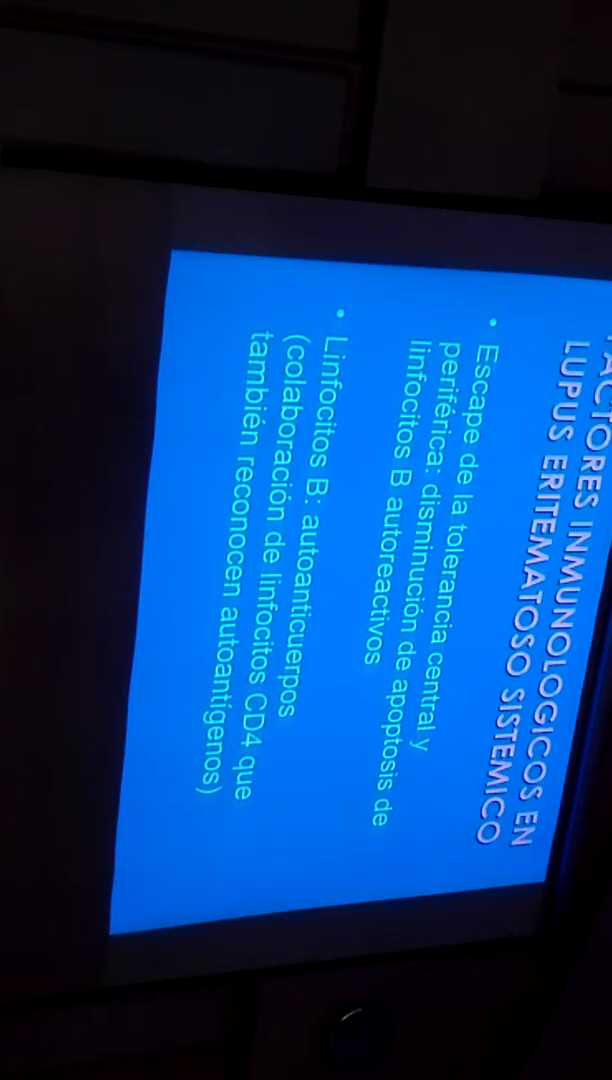 FACTORES INMUNOLOGICOS EN
LUPUS ERITEMATOSO SISTEMICO
• Escape de la tolerancia central y
periférica: disminución de apoptosis de
linfocitos B autoreactivos
• Linfocitos B: autoanticuerpos
(colaboración de linfocitos CD4 que
también reconocen autoantígenos)